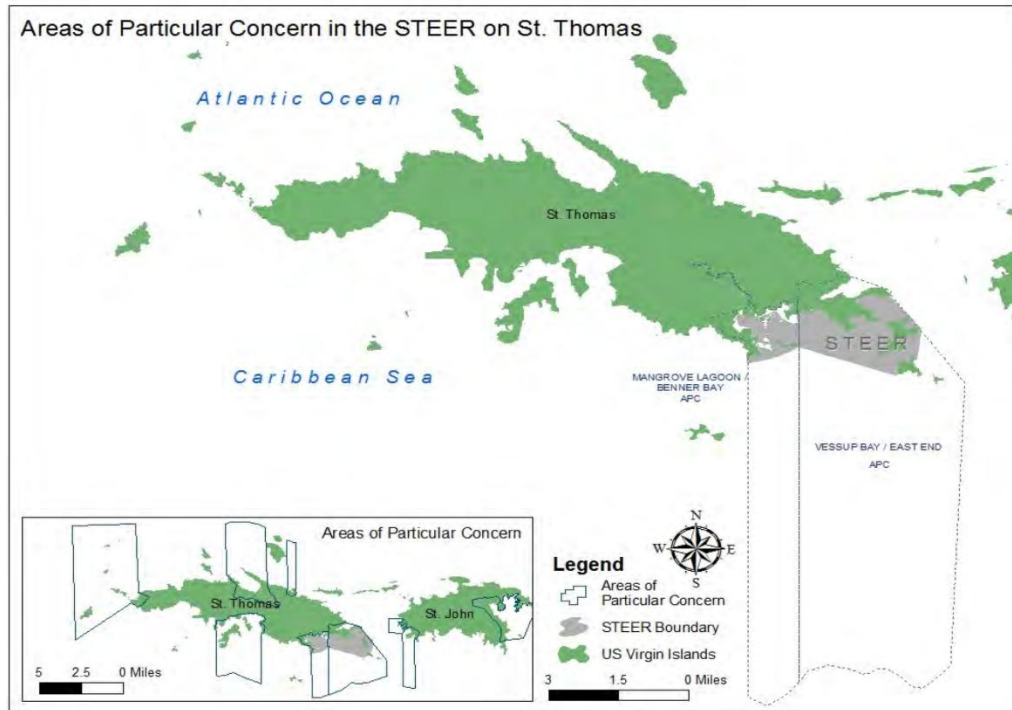 Areas of Particular Concern in the STEER on St. Thomas
Atlantic Ocean
St. Thomas
STEER
Caribbean Sea
MANGROVE LAGOON /
BENNER BAY
APC
VESSUP BAY / EAST END
APC
Areas of Particular Concern
St. Thomas
St. John
5 2.5 0 Miles
N
W E
S
Legend
Areas of
Particular Concern
STEER Boundary
US Virgin Islands
3 1.5 0 Miles